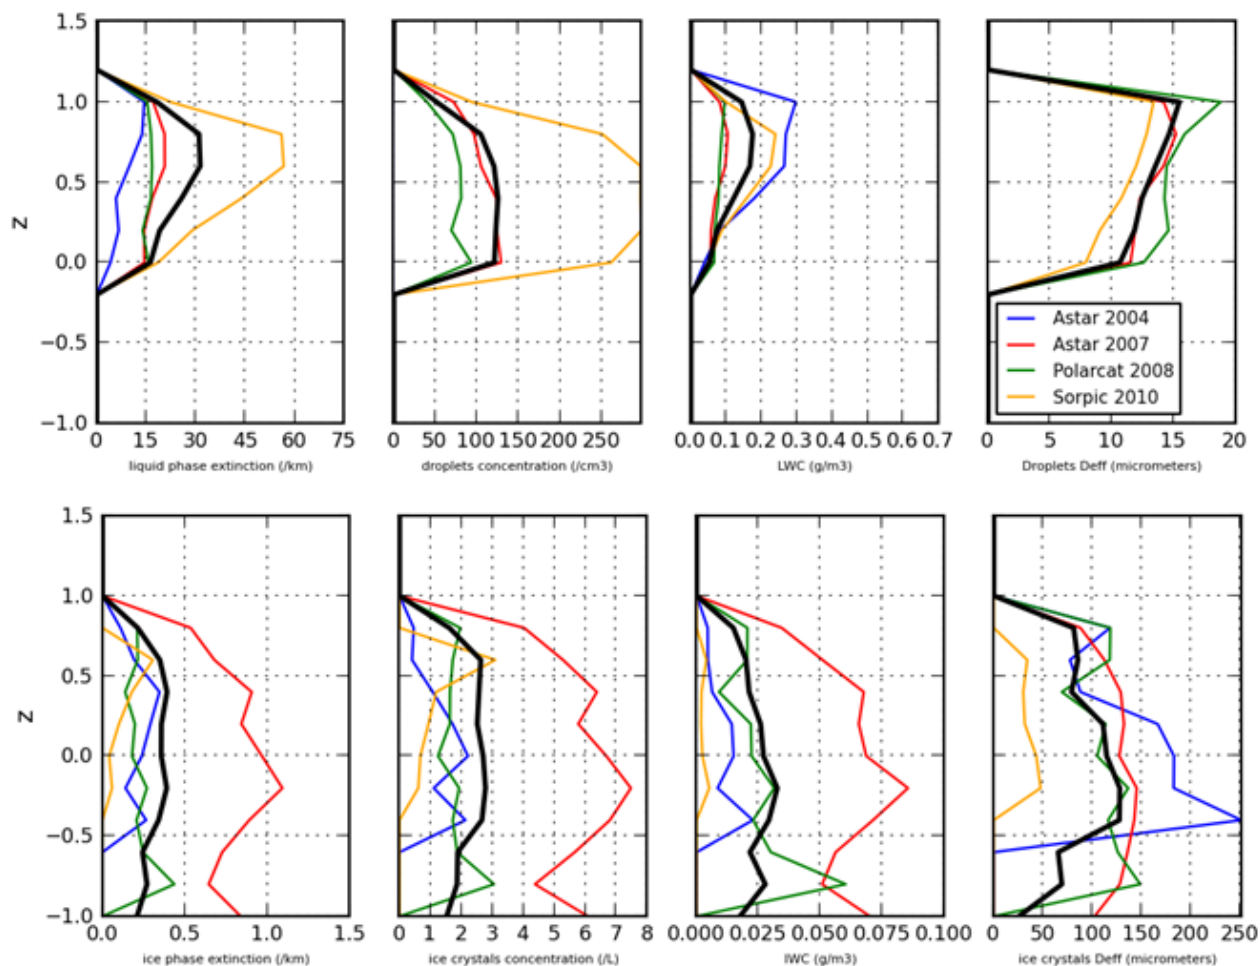 1.5
1.0
0.5
0.0
−0.5
−1.0
z
0 15 30 45 60 75
liquid phase extinction (/km)
0 50 100 150 200 250
droplets concentration (/cm3)
0.0 0.1 0.2 0.3 0.4 0.5 0.6 0.7
LWC (g/m3)
Astar 2004
Astar 2007
Polarcat 2008
Sorpic 2010
0 5 10 15 20
Droplets Deff (micrometers)
1.5
1.0
0.5
0.0
−0.5
−1.0
z
0.0 0.5 1.0 1.5
ice phase extinction (/km)
0 1 2 3 4 5 6 7 8
ice crystals concentration (/L)
0.000 0.025 0.050 0.075 0.100
IWC (g/m3)
0 50 100 150 200 250
ice crystals Deff (micrometers)